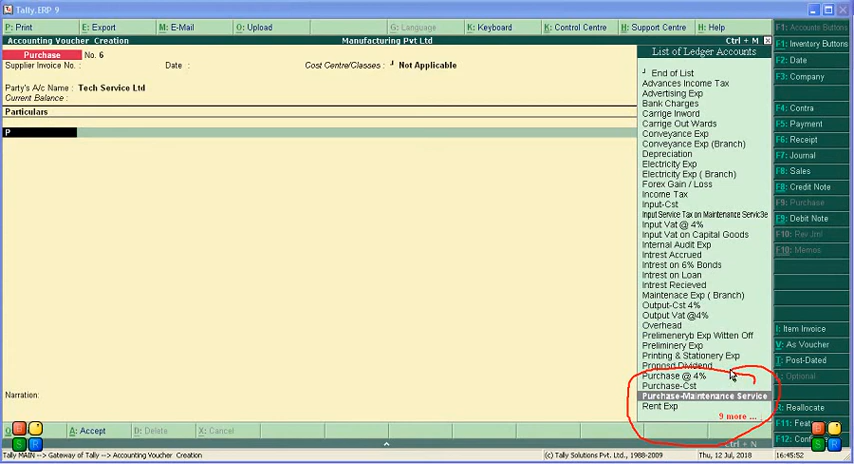 Tally.ERP 9
P: Print E: Export M: E-Mail O: Upload G: Language K: Keyboard K: Control Centre H: Support Centre H: Help
Accounting Voucher Creation Manufacturing Pvt Ltd Ctrl + M
Purchase No. 6
Supplier Invoice No. : Date : Cost Centre/Classes : ┘ Not Applicable
Party's A/c Name : Tech Service Ltd
Current Balance :
Particulars
P
Narration:
List of Ledger Accounts
┘ End of List
Advances Income Tax
Advertising Exp
Bank Charges
Carrige Inword
Carrige Out Wards
Conveyance Exp
Conveyance Exp (Branch)
Depreciation
Electricity Exp
Electricity Exp ( Branch)
Forex Gain / Loss
Income Tax
Input-Cst
Input Service Tax on Maintenance Servic3e
Input Vat @ 4%
Input Vat on Capital Goods
Internal Audit Exp
Intrest Accrued
Intrest on 6% Bonds
Intrest on Loan
Intrest Recieved
Maintenace Exp ( Branch)
Output-Cst 4%
Output Vat @4%
Overhead
Prelimeneryb Exp Witten Off
Preliminery Exp
Printing & Stationery Exp
Proposd Dividend
Purchase @ 4%
Purchase-Cst
Purchase-Maintenance Service
Rent Exp
9 more ...
F1: Accounts Buttons
F1: Inventory Buttons
F2: Date
F3: Company
F4: Contra
F5: Payment
F6: Receipt
F7: Journal
F8: Sales
F8: Credit Note
F9: Purchase
F9: Debit Note
F10: Rev Jrnl
F10: Memos
I: Item Invoice
V: As Voucher
T: Post-Dated
L: Optional
R: Reallocate
F11: Feat
F12: Conf
A: Accept D: Delete X: Cancel
B E S R
B E S R
Ctrl + N
Tally MAIN --> Gateway of Tally --> Accounting Voucher Creation (c) Tally Solutions Pvt. Ltd., 1988-2009 Thu, 12 Jul, 2018 16:45:52